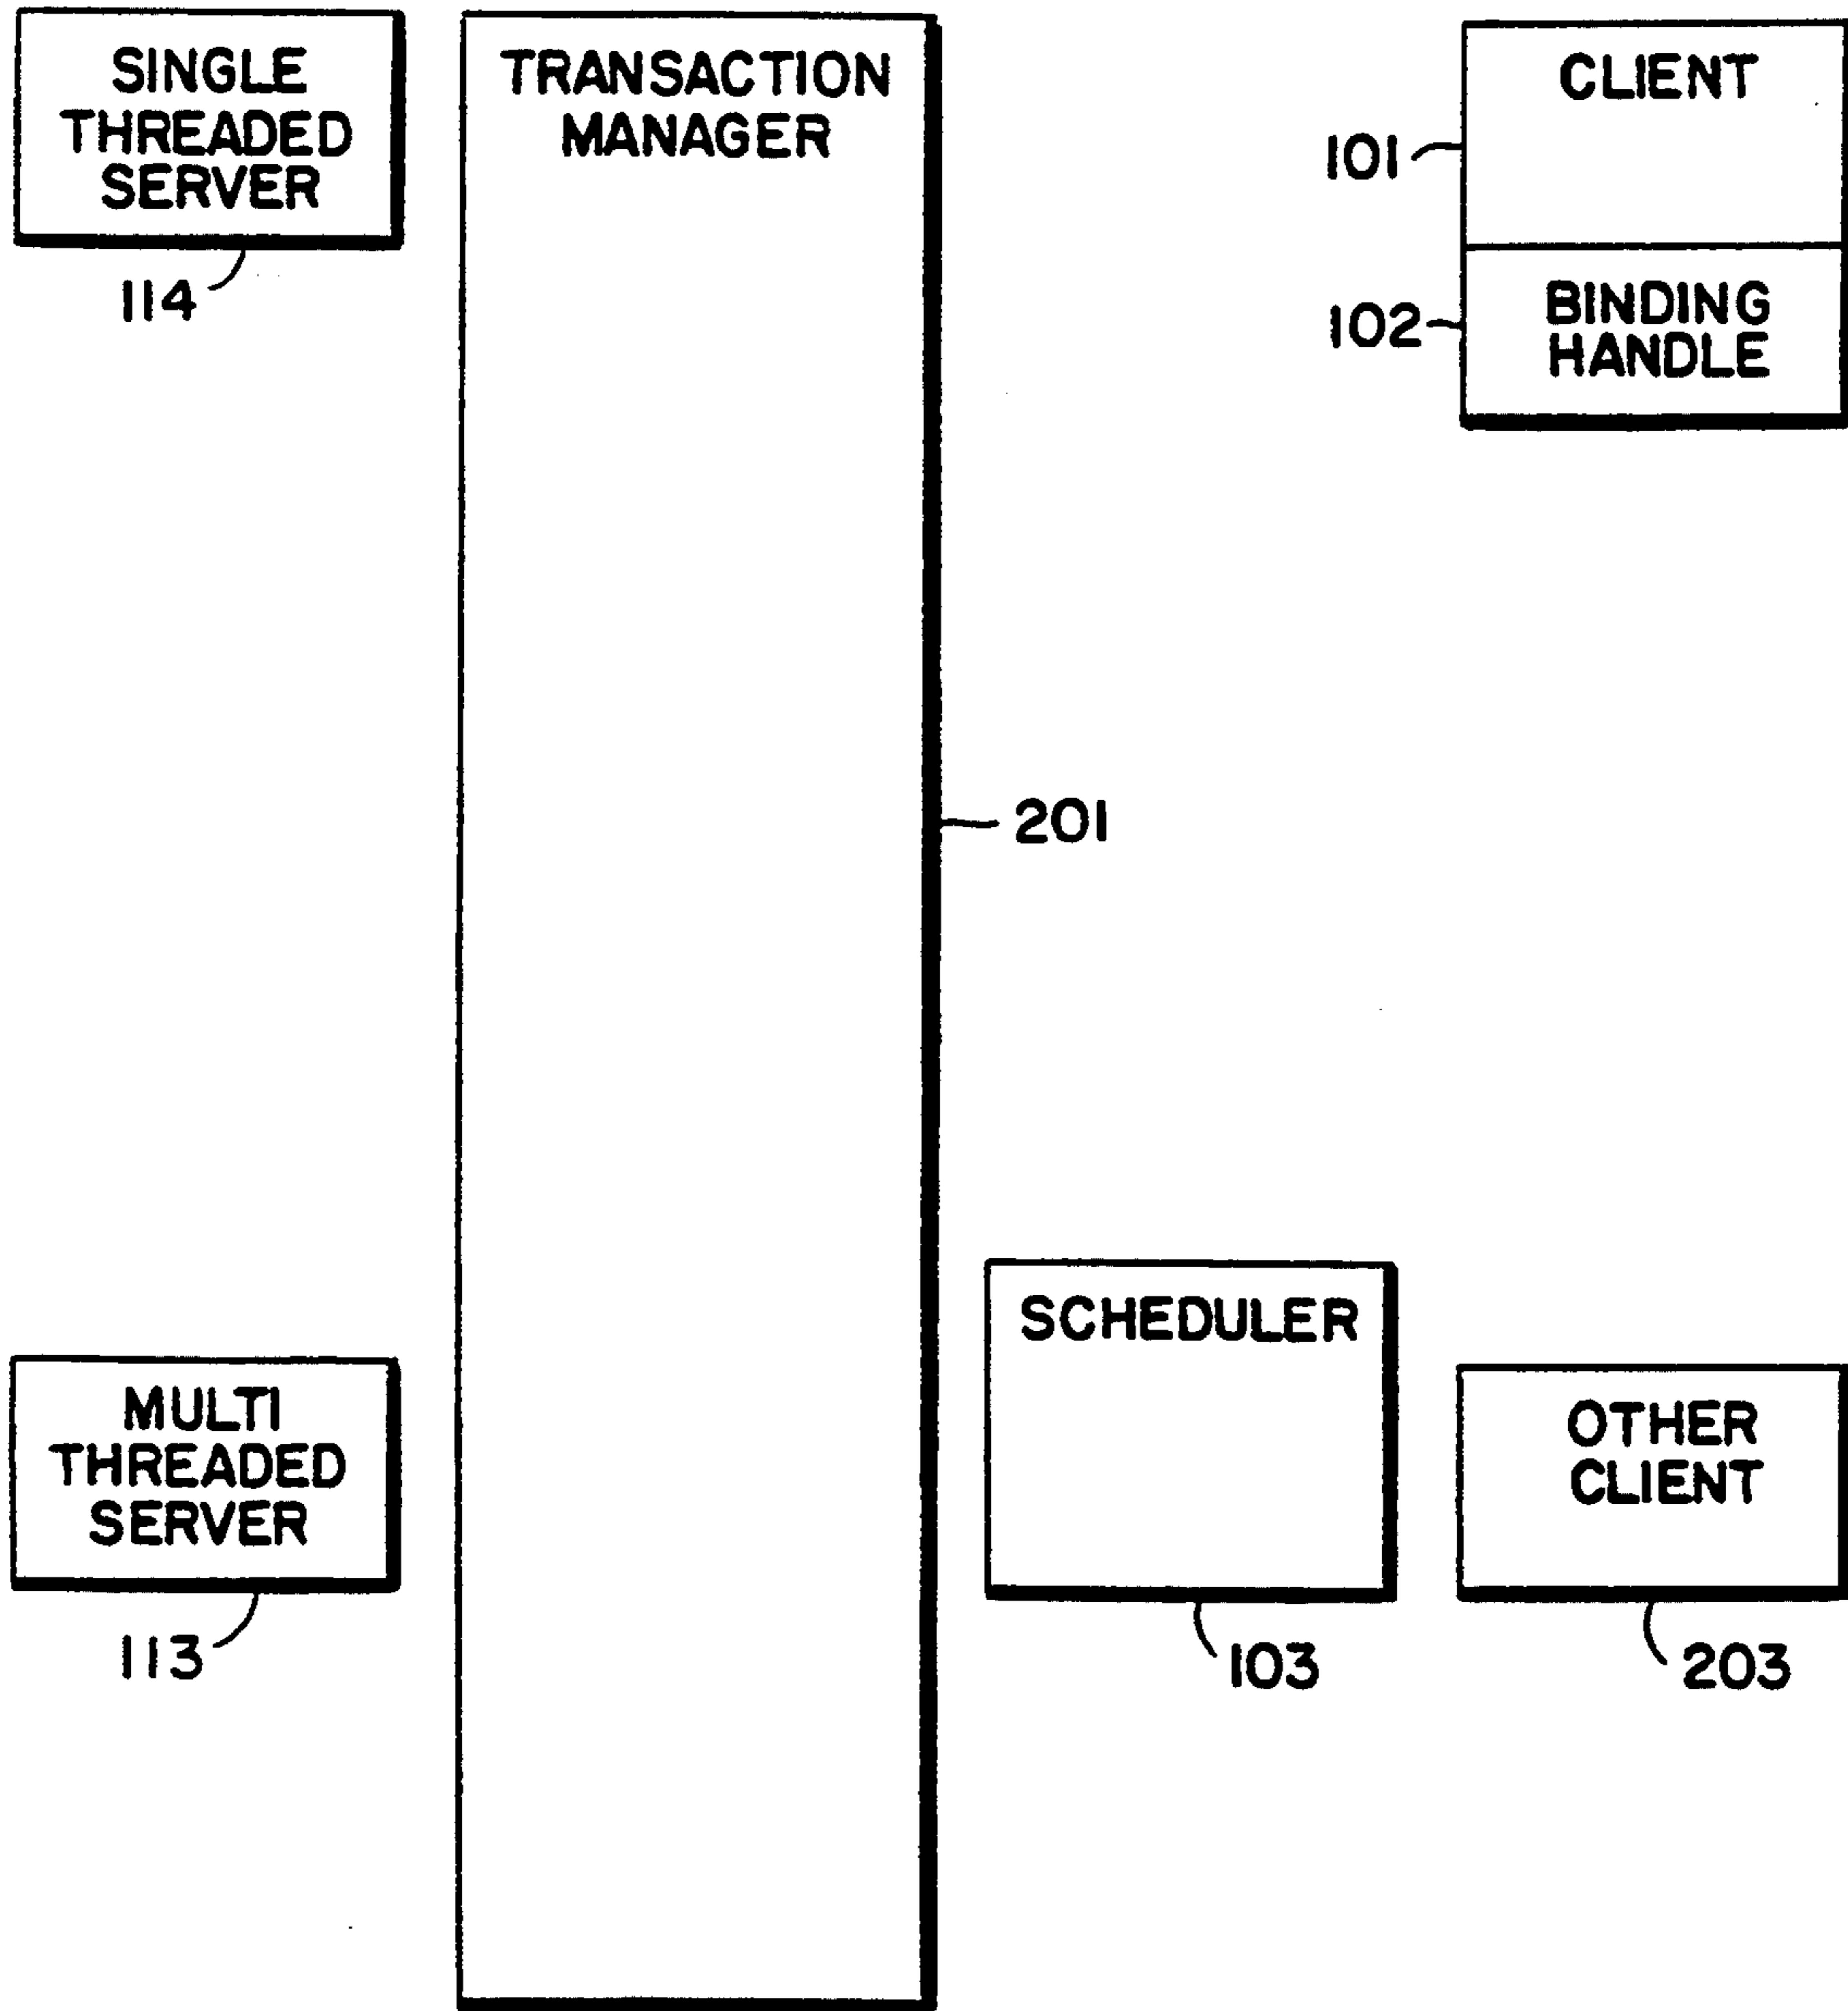 SINGLE
THREADED
SERVER
114
TRANSACTION
MANAGER
201
CLIENT
101
BINDING
HANDLE
102
MULTI
THREADED
SERVER
113
SCHEDULER
103
OTHER
CLIENT
203